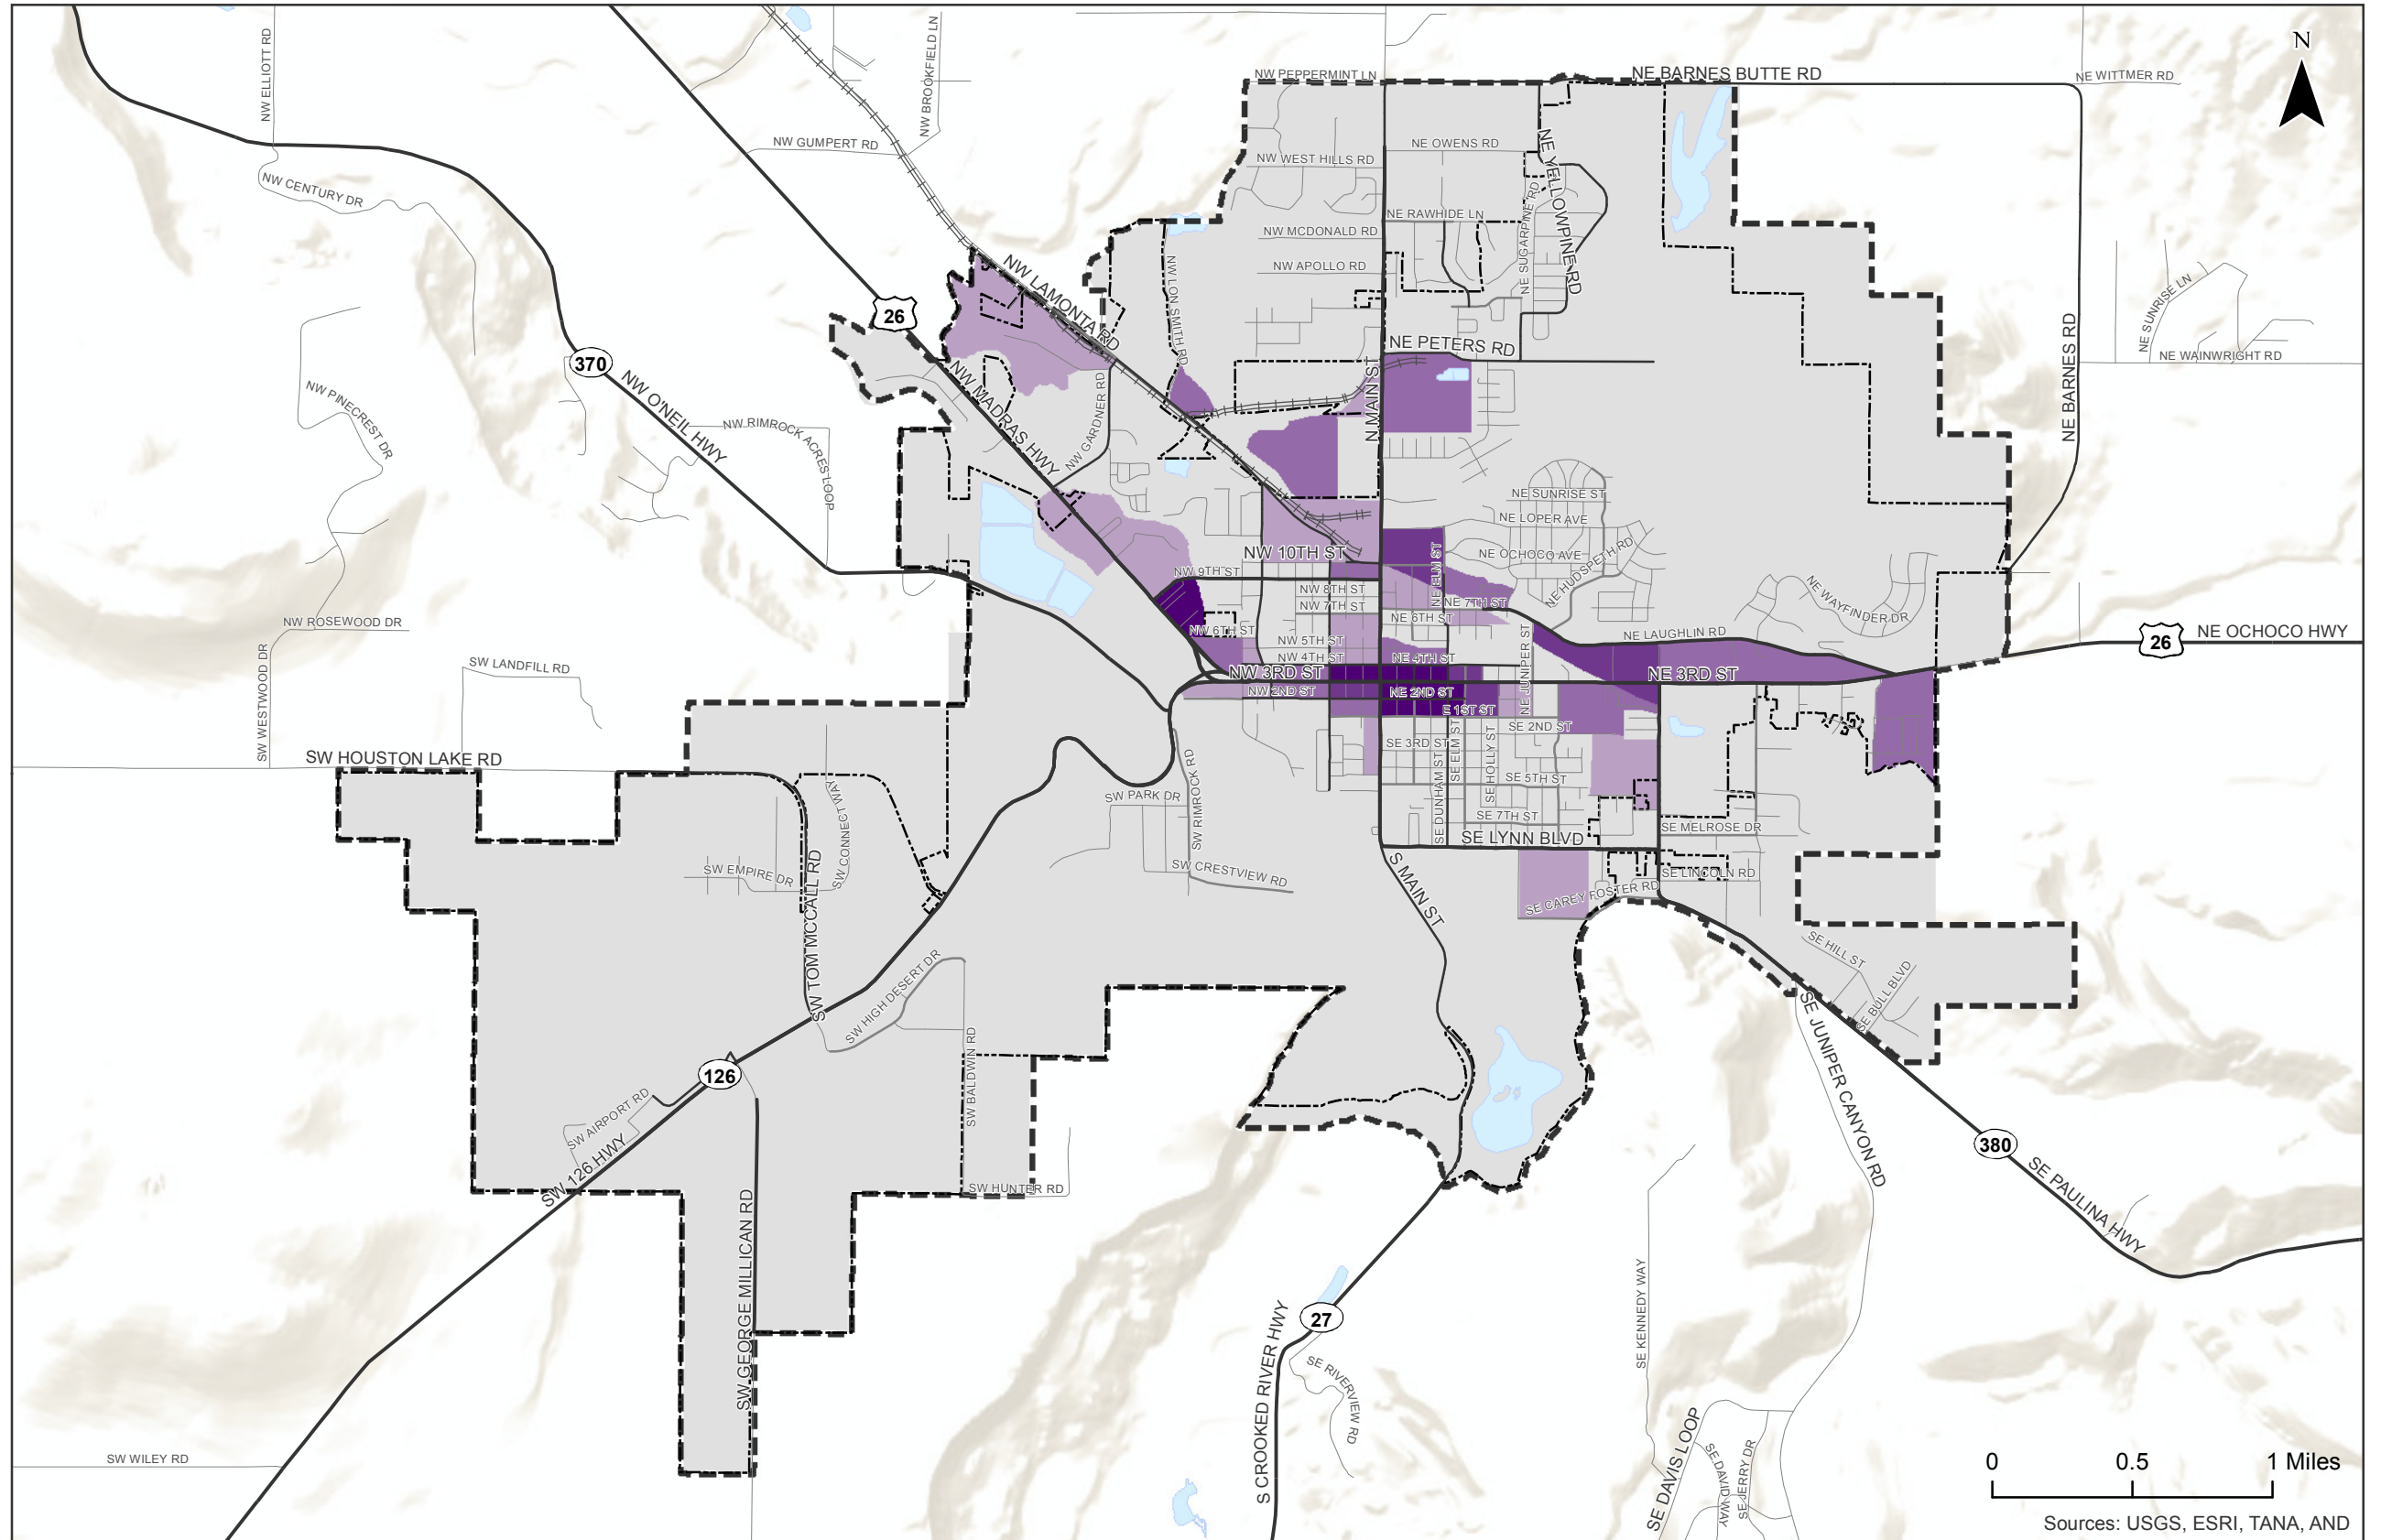 N
NW PEPPERMINT LN
NE BARNES BUTTE RD
NE WITTMER RD
NW ELLIOTT RD
NW BROOKFIELD LN
NW GUMPERT RD
NE OWENS RD
NW WEST HILLS RD
NE YELLOWPINE RD
NW CENTURY DR
NE SUGARPINE RD
NE RAWHIDE LN
NW MCDONALD RD
NW APOLLO RD
NW LON SMITH RD
NW LAMONTA RD
26
NE SUNRISE LN
NE BARNES RD
NE WAINWRIGHT RD
NE PETERS RD
370
NW O'NEIL HWY
NW MADRAS HWY
NW GARDNER RD
N MAIN ST
NW PINECREST DR
NW RIMROCK ACRES LOOP
NE SUNRISE ST
NE LOPER AVE
NE OCHOCO AVE
NE HUDSPETH RD
NW 10TH ST
NE ELM ST
NW 9TH ST
NW 8TH ST
NW 7TH ST
NE 7TH ST
NE 6TH ST
NE WAYFINDER DR
NW ROSEWOOD DR
NW 6TH ST
NW 5TH ST
NE LAUGHLIN RD
26
NE OCHOCO HWY
NW 4TH ST
NE 4TH ST
NE JUNIPER ST
NW 3RD ST
NE 3RD ST
SW LANDFILL RD
SW WESTWOOD DR
NW 2ND ST
NE 2ND ST
E 1ST ST
SE 2ND ST
SE 3RD ST
SE ELM ST
SE HOLLY ST
SE DUNHAM ST
SW HOUSTON LAKE RD
SE 5TH ST
SW RIMROCK RD
SW PARK DR
SW CONNECT WAY
SE 7TH ST
SE MELROSE DR
SE LYNN BLVD
SW EMPIRE DR
SW TOM MCCALL RD
SW CRESTVIEW RD
S MAIN ST
SE LINCOLN RD
SE CAREY FOSTER RD
SE HILL ST
SE BULL BLVD
SW HIGH DESERT DR
SW BALDWIN RD
SE JUNIPER CANYON RD
126
SW AIRPORT RD
SW 126 HWY
380
SE PAULINA HWY
SW HUNTER RD
SW GEORGE MILLICAN RD
SE KENNEDY WAY
27
S CROOKED RIVER HWY
SE RIVERVIEW RD
SE DAVIS LOOP
SE DAVID WAY
SE JERRY DR
SW WILEY RD
0 0.5 1 Miles
Sources: USGS, ESRI, TANA, AND